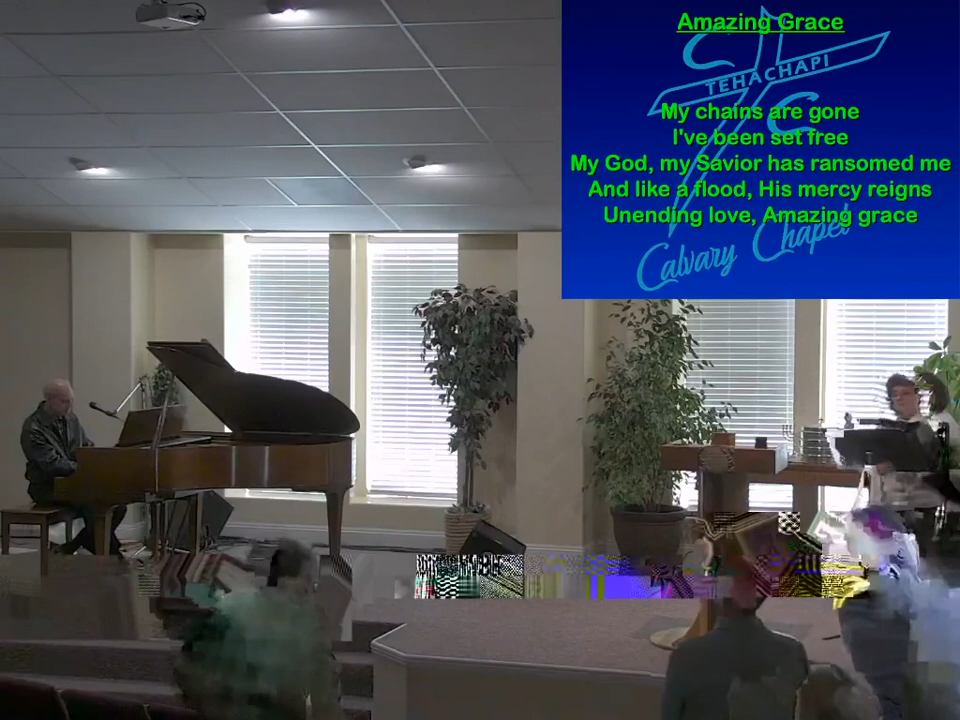 Amazing Grace
TEHACHAPI
My chains are gone
I've been set free
My God, my Savior has ransomed me
And like a flood, His mercy reigns
Unending love, Amazing grace
Calvary Chapel